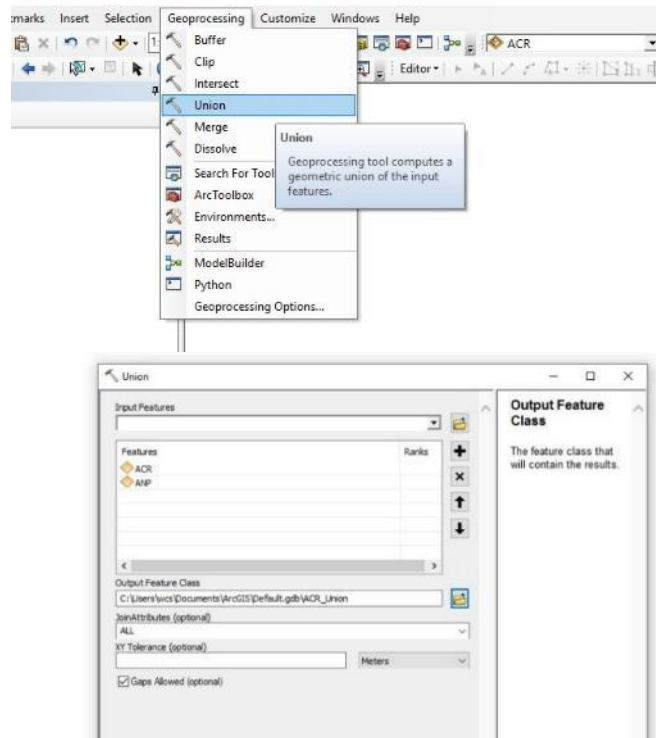 kmarks Insert Selection Geoprocessing Customize Windows Help
Buffer
ACR
Clip
Editor
Intersect
Union
Merge
Union
Geoprocessing tool computes a
geometric union of the input
features.
Dissolve
Search For Tool
ArcToolbox
Environments...
Results
ModelBuilder
Python
Geoprocessing Options...
Union
Input Features
Features Ranks
ACR
ANP
Output Feature Class
C:\Users\wcs\Documents\ArcGIS\Default.gdb\ACR_Union
JoinAttributes (optional)
ALL
XY Tolerance (optional)
Meters
Gaps Allowed (optional)
Output Feature
Class
The feature class that
will contain the results.